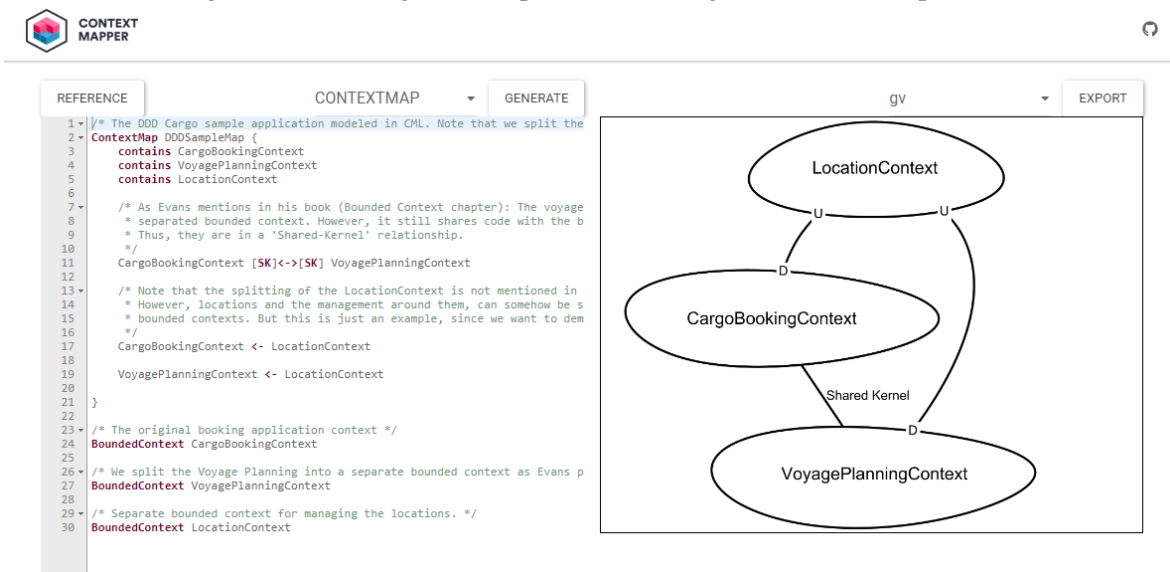 CONTEXT
MAPPER
REFERENCE
CONTEXTMAP
GENERATE
gv
EXPORT
1 /* The DDD Cargo sample application modeled in CML. Note that we split the
2 ContextMap DDDSampleMap {
3 contains CargoBookingContext
4 contains VoyagePlanningContext
5 contains LocationContext
6
7 /* As Evans mentions in his book (Bounded Context chapter): The voyage
8 * separated bounded context. However, it still shares code with the b
9 * Thus, they are in a 'Shared-Kernel' relationship.
10 */
11 CargoBookingContext [SK]<->[SK] VoyagePlanningContext
12
13 /* Note that the splitting of the LocationContext is not mentioned in
14 * However, locations and the management around them, can somehow be s
15 * bounded contexts. But this is just an example, since we want to dem
16 */
17 CargoBookingContext <- LocationContext
18
19 VoyagePlanningContext <- LocationContext
20
21 }
22
23 /* The original booking application context */
24 BoundedContext CargoBookingContext
25
26 /* We split the Voyage Planning into a separate bounded context as Evans p
27 BoundedContext VoyagePlanningContext
28
29 /* Separate bounded context for managing the locations. */
30 BoundedContext LocationContext
LocationContext
U
U
D
CargoBookingContext
Shared Kernel
D
VoyagePlanningContext